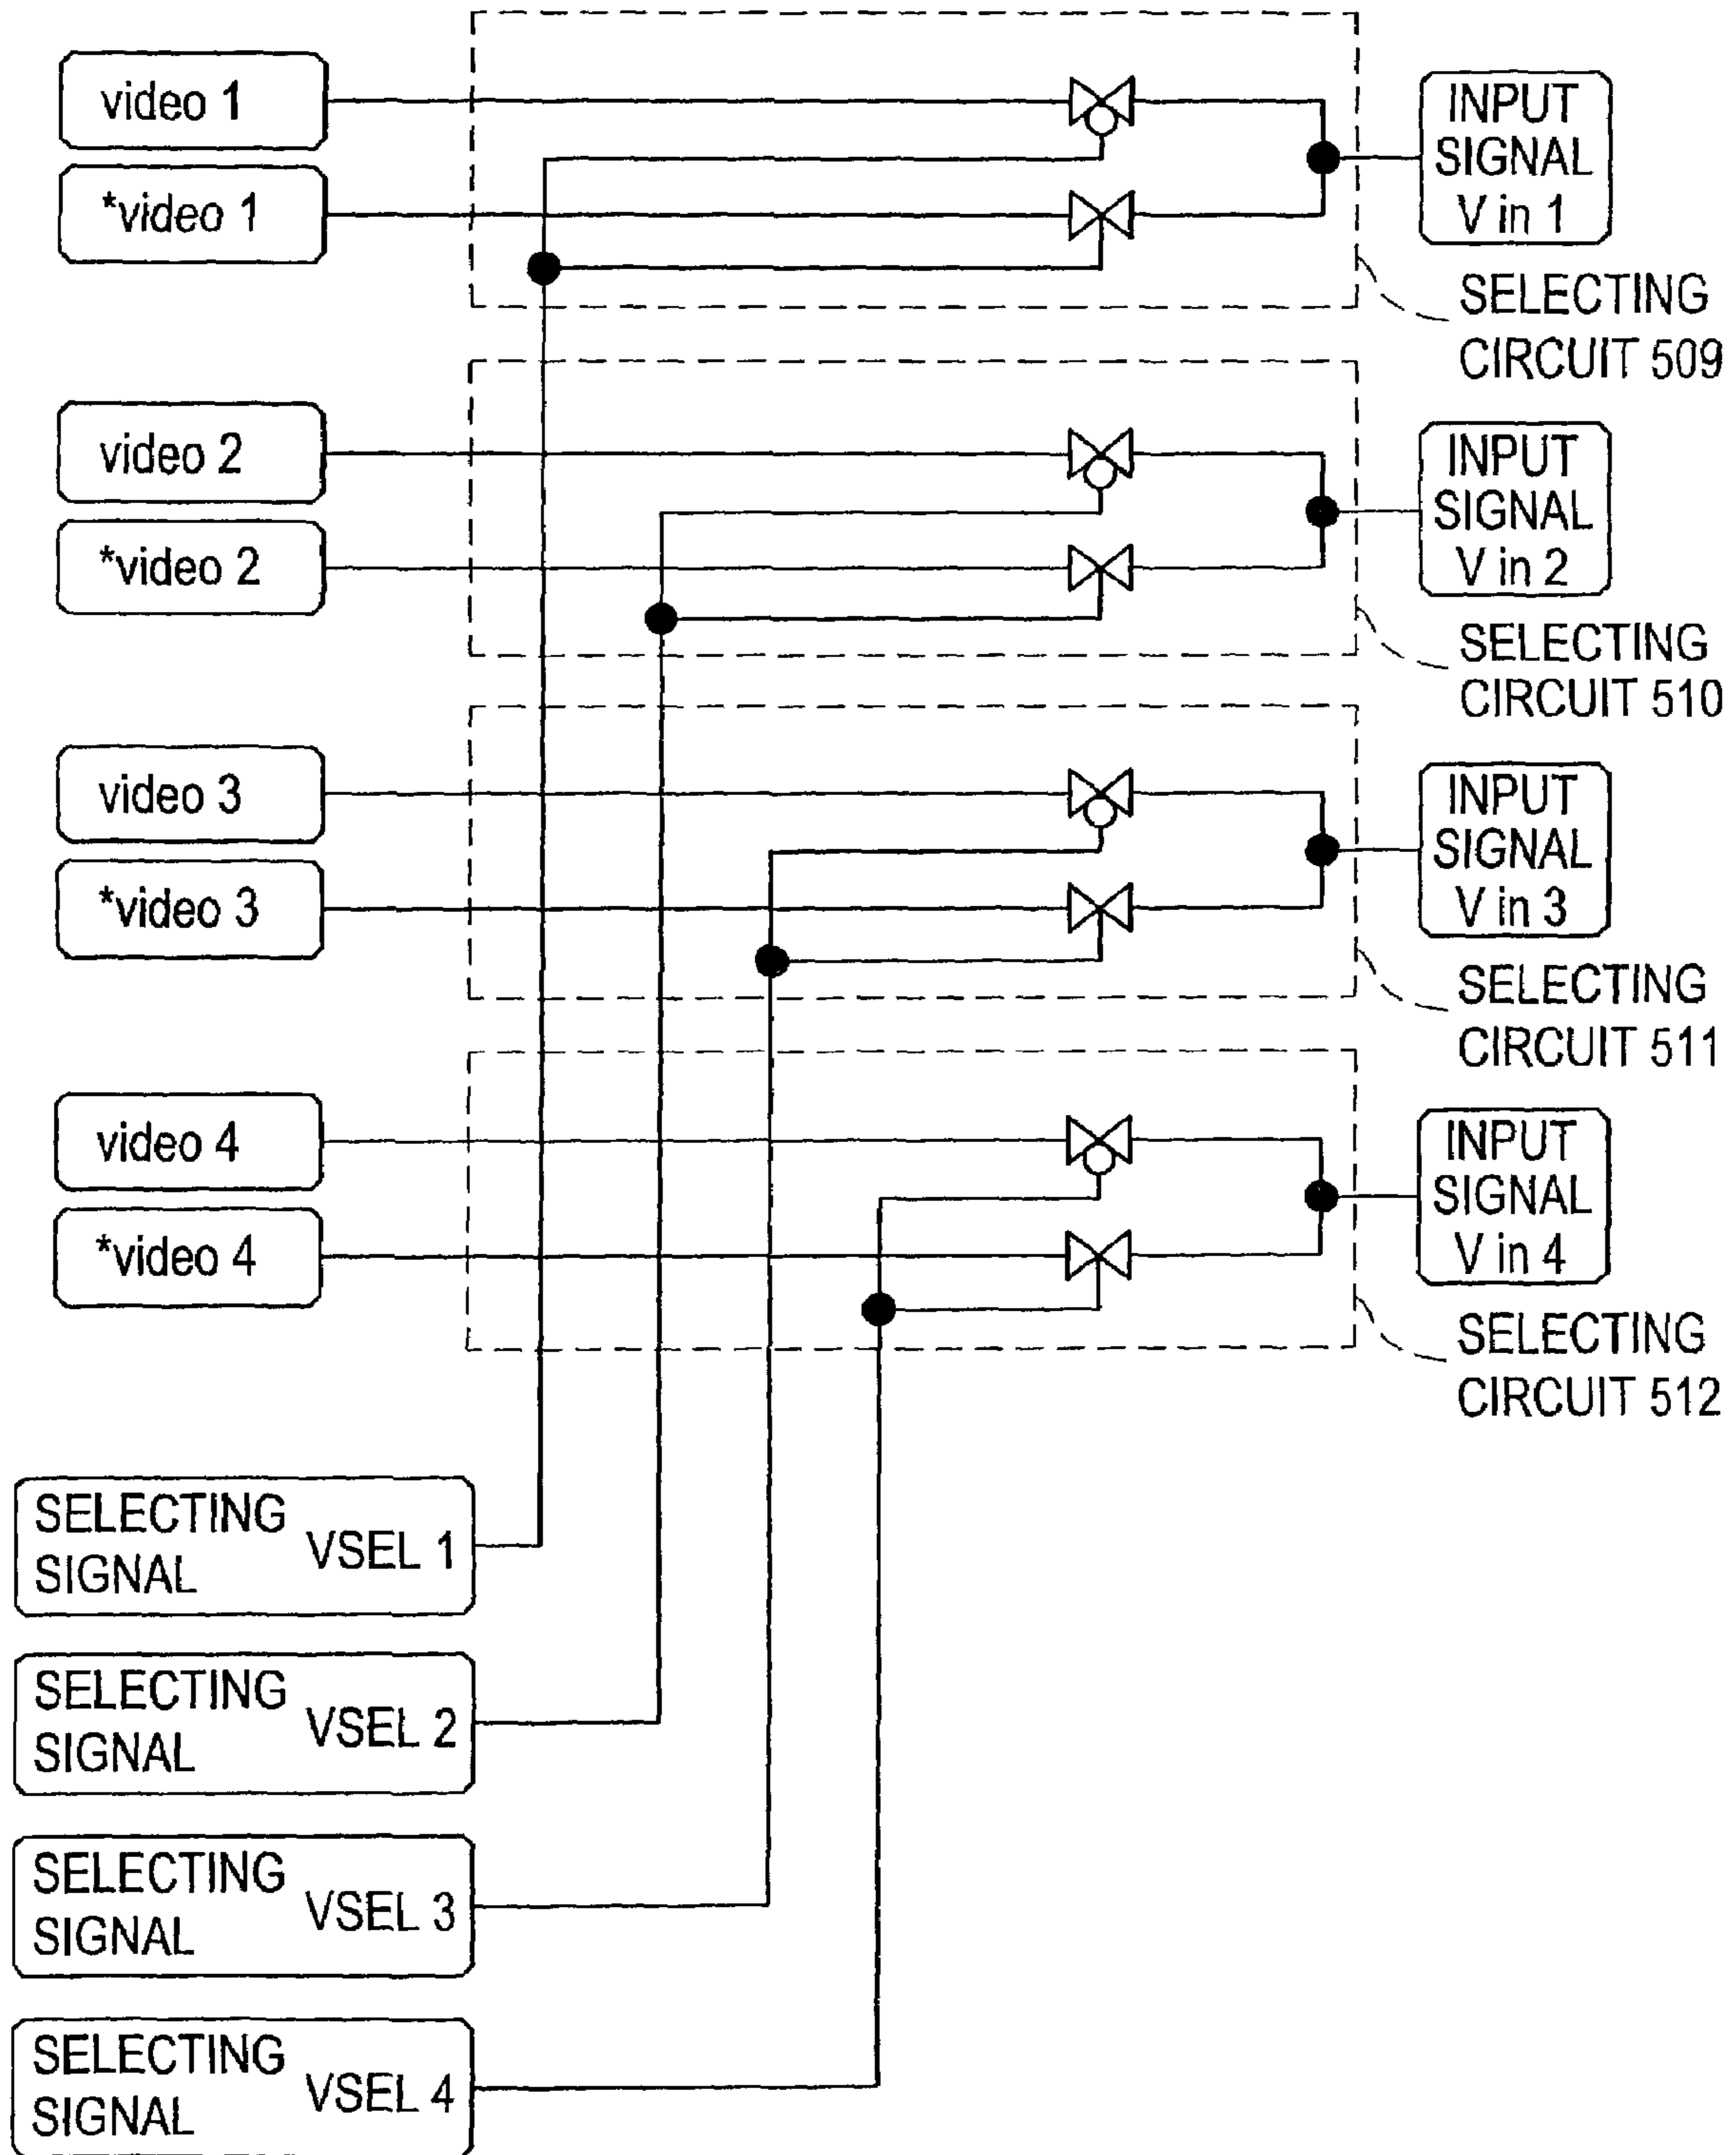 video 1
*video 1
INPUT
SIGNAL
V in 1
SELECTING
CIRCUIT 509
video 2
*video 2
INPUT
SIGNAL
V in 2
SELECTING
CIRCUIT 510
video 3
*video 3
INPUT
SIGNAL
V in 3
SELECTING
CIRCUIT 511
video 4
*video 4
INPUT
SIGNAL
V in 4
SELECTING
CIRCUIT 512
SELECTING
SIGNAL
VSEL 1
SELECTING
SIGNAL
VSEL 2
SELECTING
SIGNAL
VSEL 3
SELECTING
SIGNAL
VSEL 4